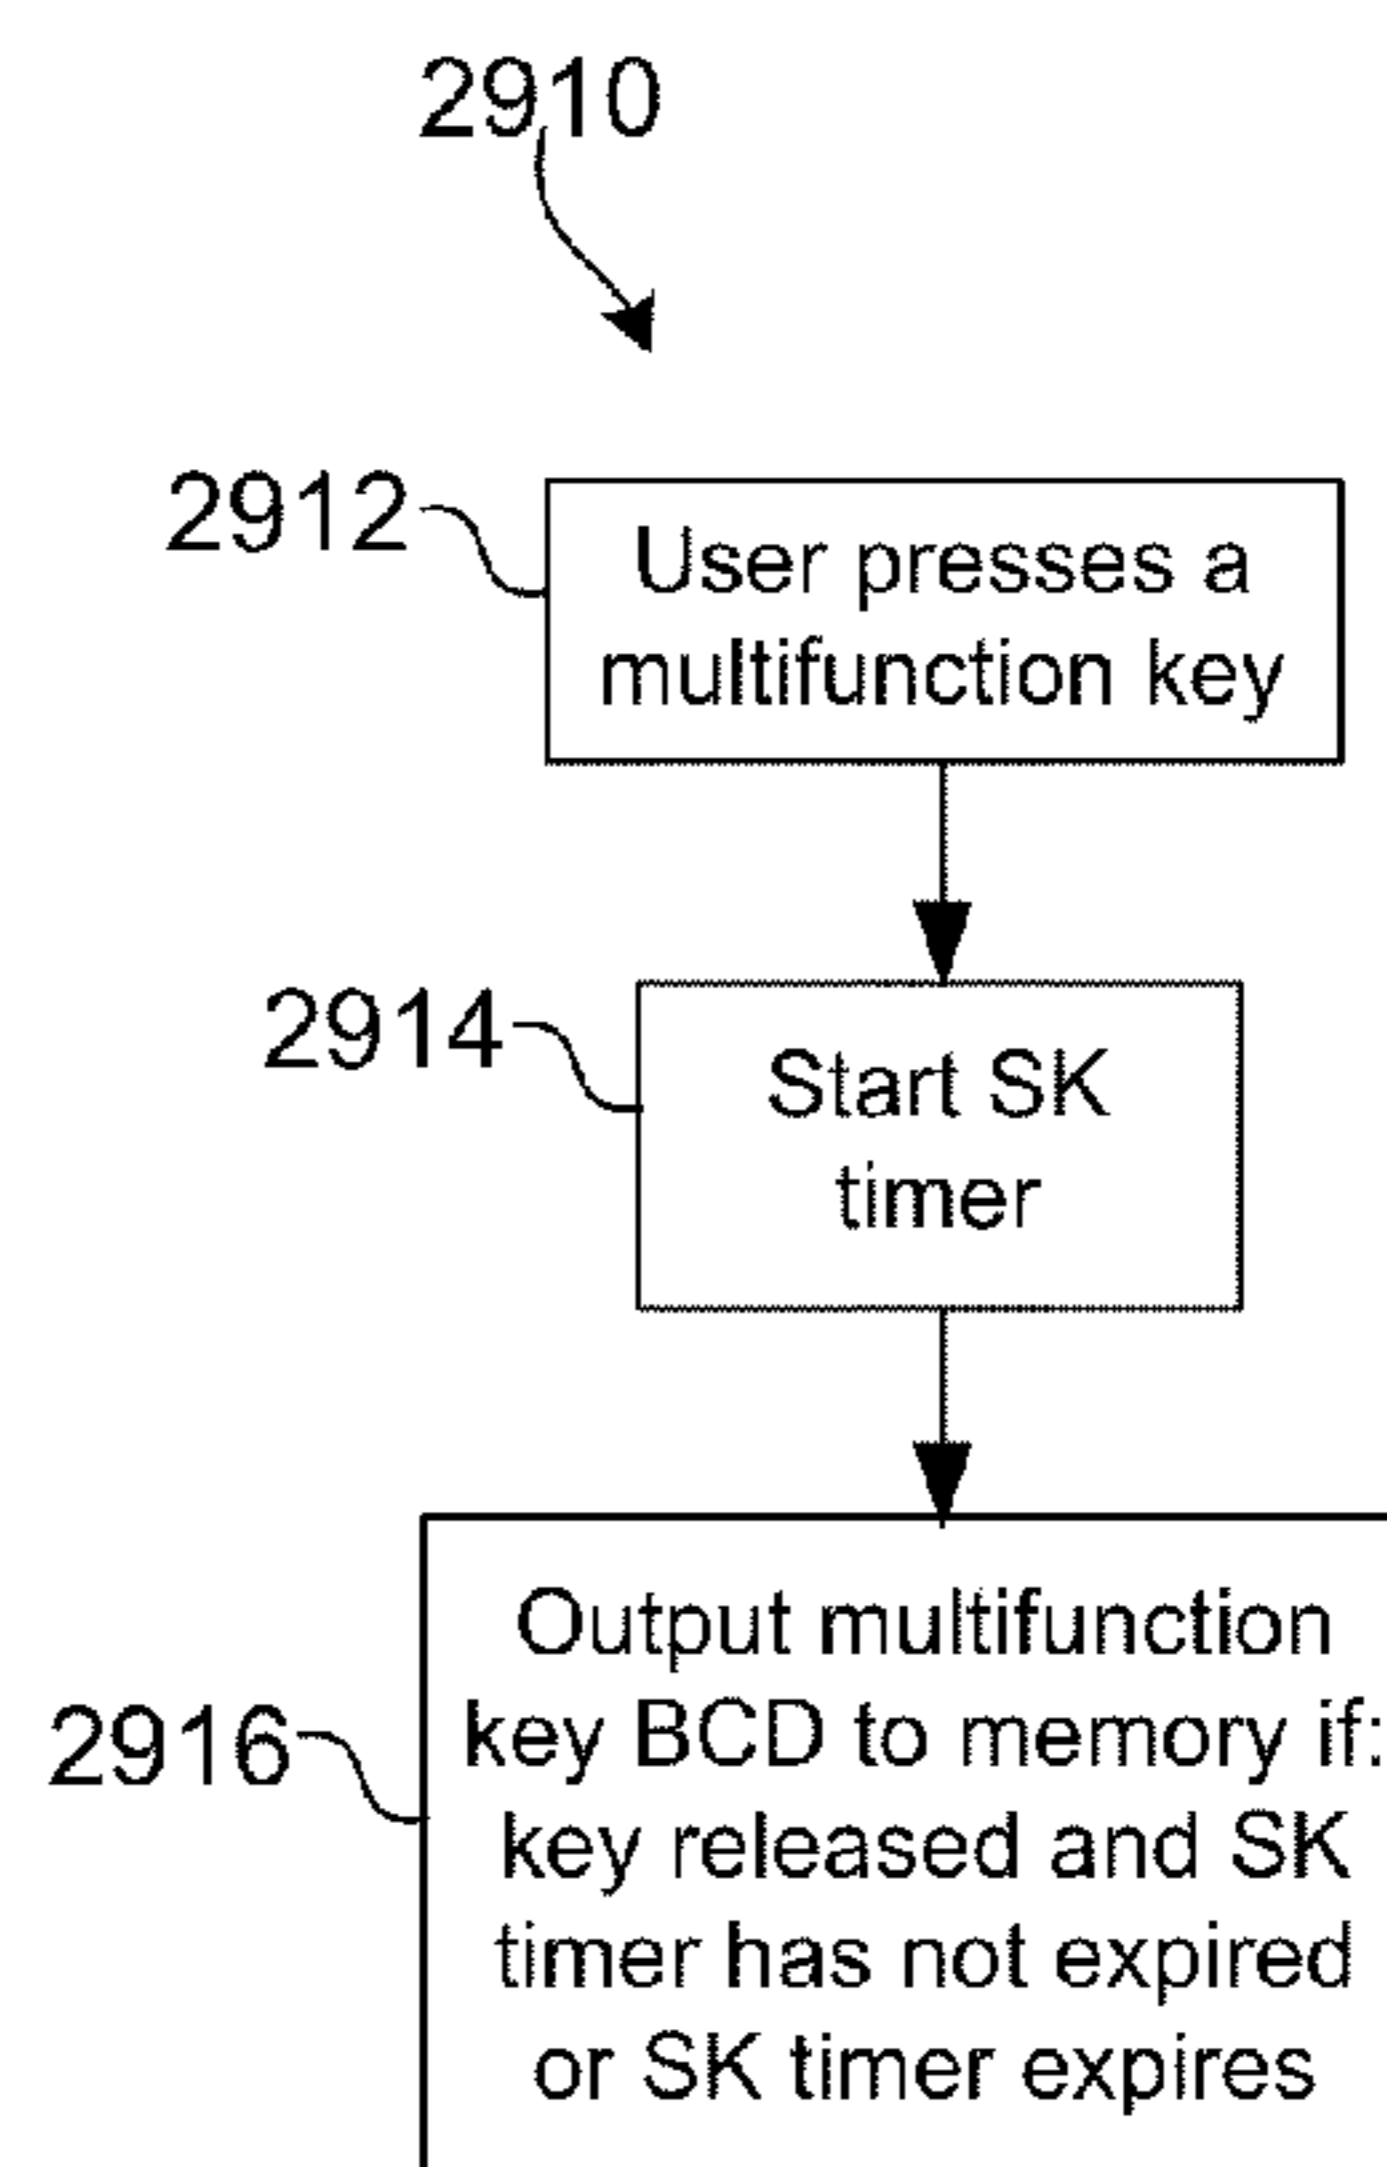 2910
2912
User presses a
multifunction key
2914
Start SK
timer
2916
Output multifunction
key BCD to memory if:
key released and SK
timer has not expired
or SK timer expires